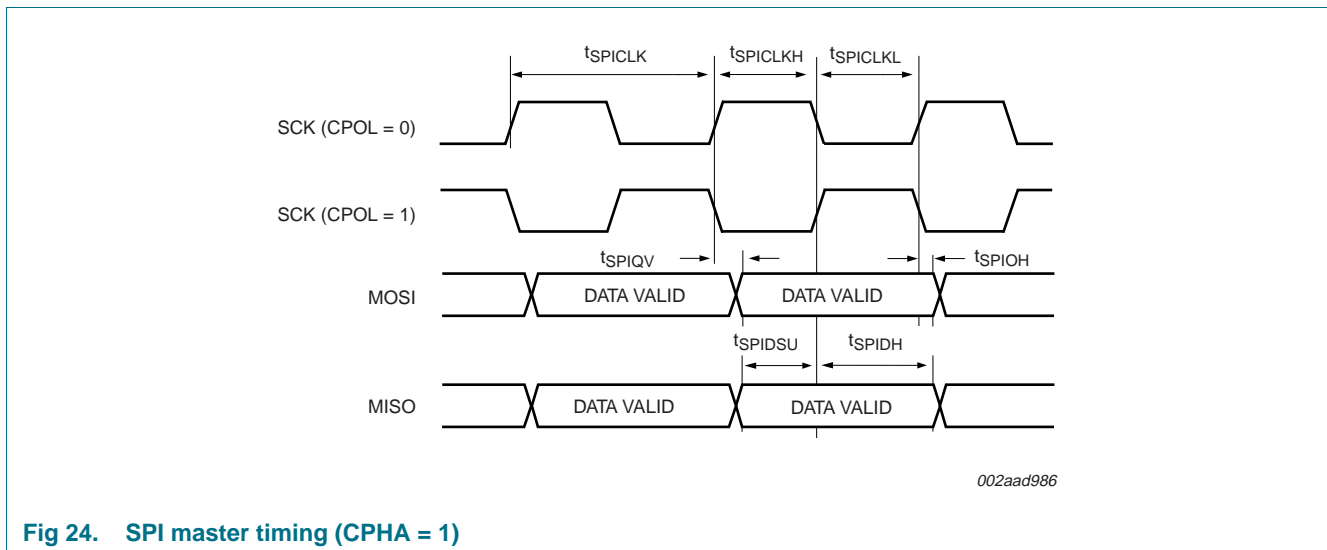 tSPICLK tSPICLKH tSPICLKL
SCK (CPOL = 0)
SCK (CPOL = 1)
tSPIQV tSPIOH
MOSI DATA VALID DATA VALID
tSPIDSU tSPIDH
MISO DATA VALID DATA VALID
002aad986
Fig 24. SPI master timing (CPHA = 1)